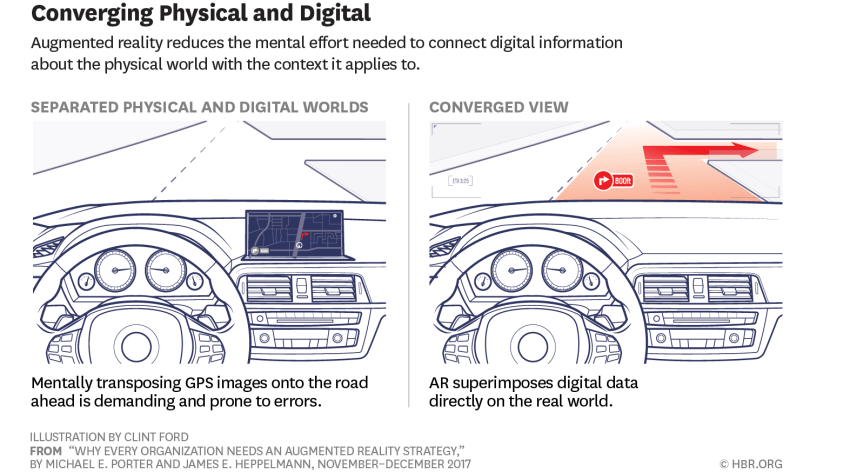 Converging Physical and Digital
Augmented reality reduces the mental effort needed to connect digital information
about the physical world with the context it applies to.
SEPARATED PHYSICAL AND DIGITAL WORLDS
CONVERGED VIEW
Mentally transposing GPS images onto the road
ahead is demanding and prone to errors.
AR superimposes digital data
directly on the real world.
ILLUSTRATION BY CLINT FORD
FROM “WHY EVERY ORGANIZATION NEEDS AN AUGMENTED REALITY STRATEGY,”
BY MICHAEL E. PORTER AND JAMES E. HEPPELMANN, NOVEMBER–DECEMBER 2017
© HBR.ORG